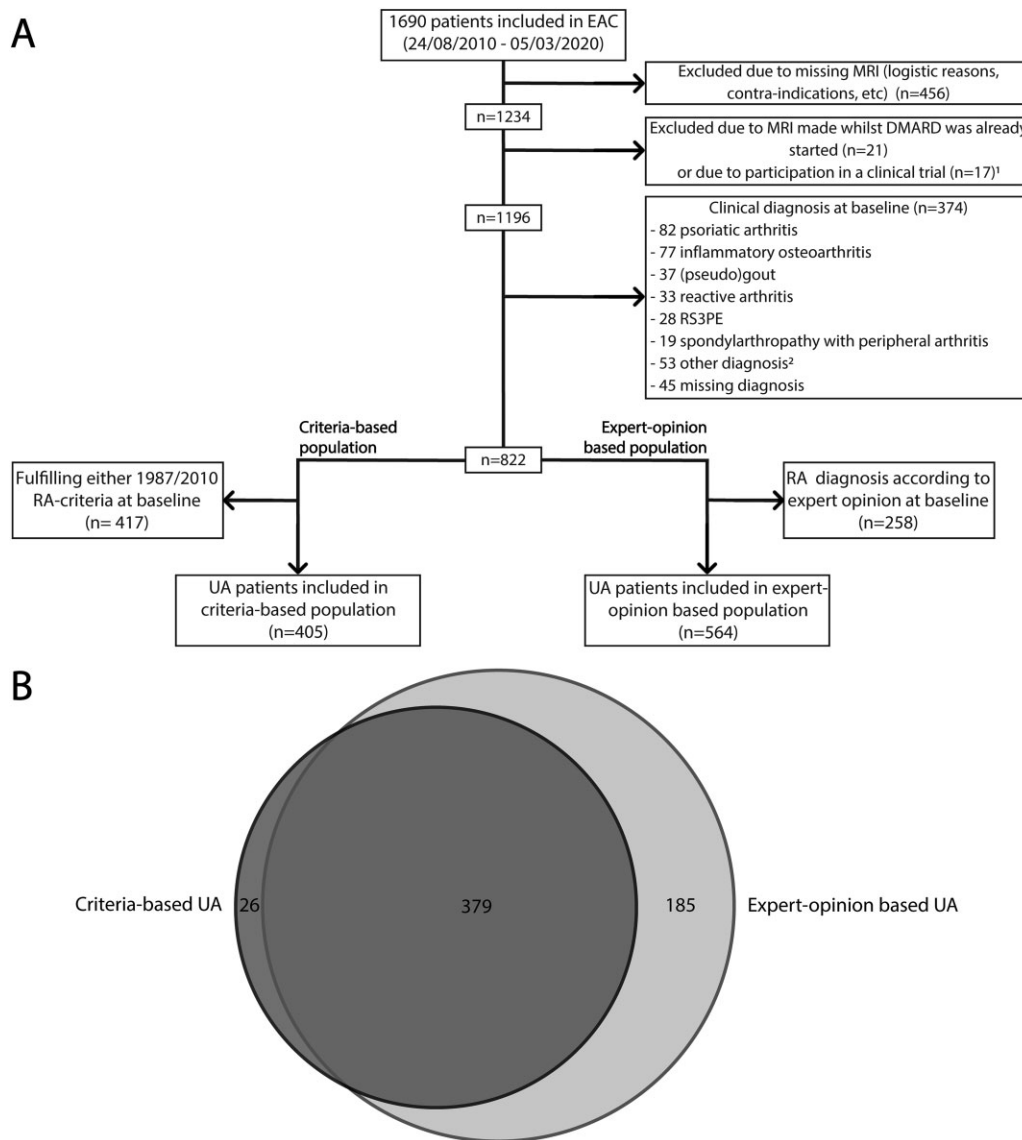 A
1690 patients included in EAC
(24/08/2010 - 05/03/2020)
Excluded due to missing MRI (logistic reasons,
contra-indications, etc)  (n=456)
n=1234
Excluded due to MRI made whilst DMARD was already
started (n=21)
or due to participation in a clinical trial (n=17)¹
n=1196
Clinical diagnosis at baseline (n=374)
- 82 psoriatic arthritis
- 77 inflammatory osteoarthritis
- 37 (pseudo)gout
- 33 reactive arthritis
- 28 RS3PE
- 19 spondylarthropathy with peripheral arthritis
- 53 other diagnosis²
- 45 missing diagnosis
Criteria-based
population
n=822
Expert-opinion
based population
Fulfilling either 1987/2010
RA-criteria at baseline
(n= 417)
RA  diagnosis according to
expert opinion at baseline
(n=258)
UA patients included in
criteria-based population
(n=405)
UA patients included in expert-
opinion based population
(n=564)
B
Criteria-based UA
26
379
185
Expert-opinion based UA